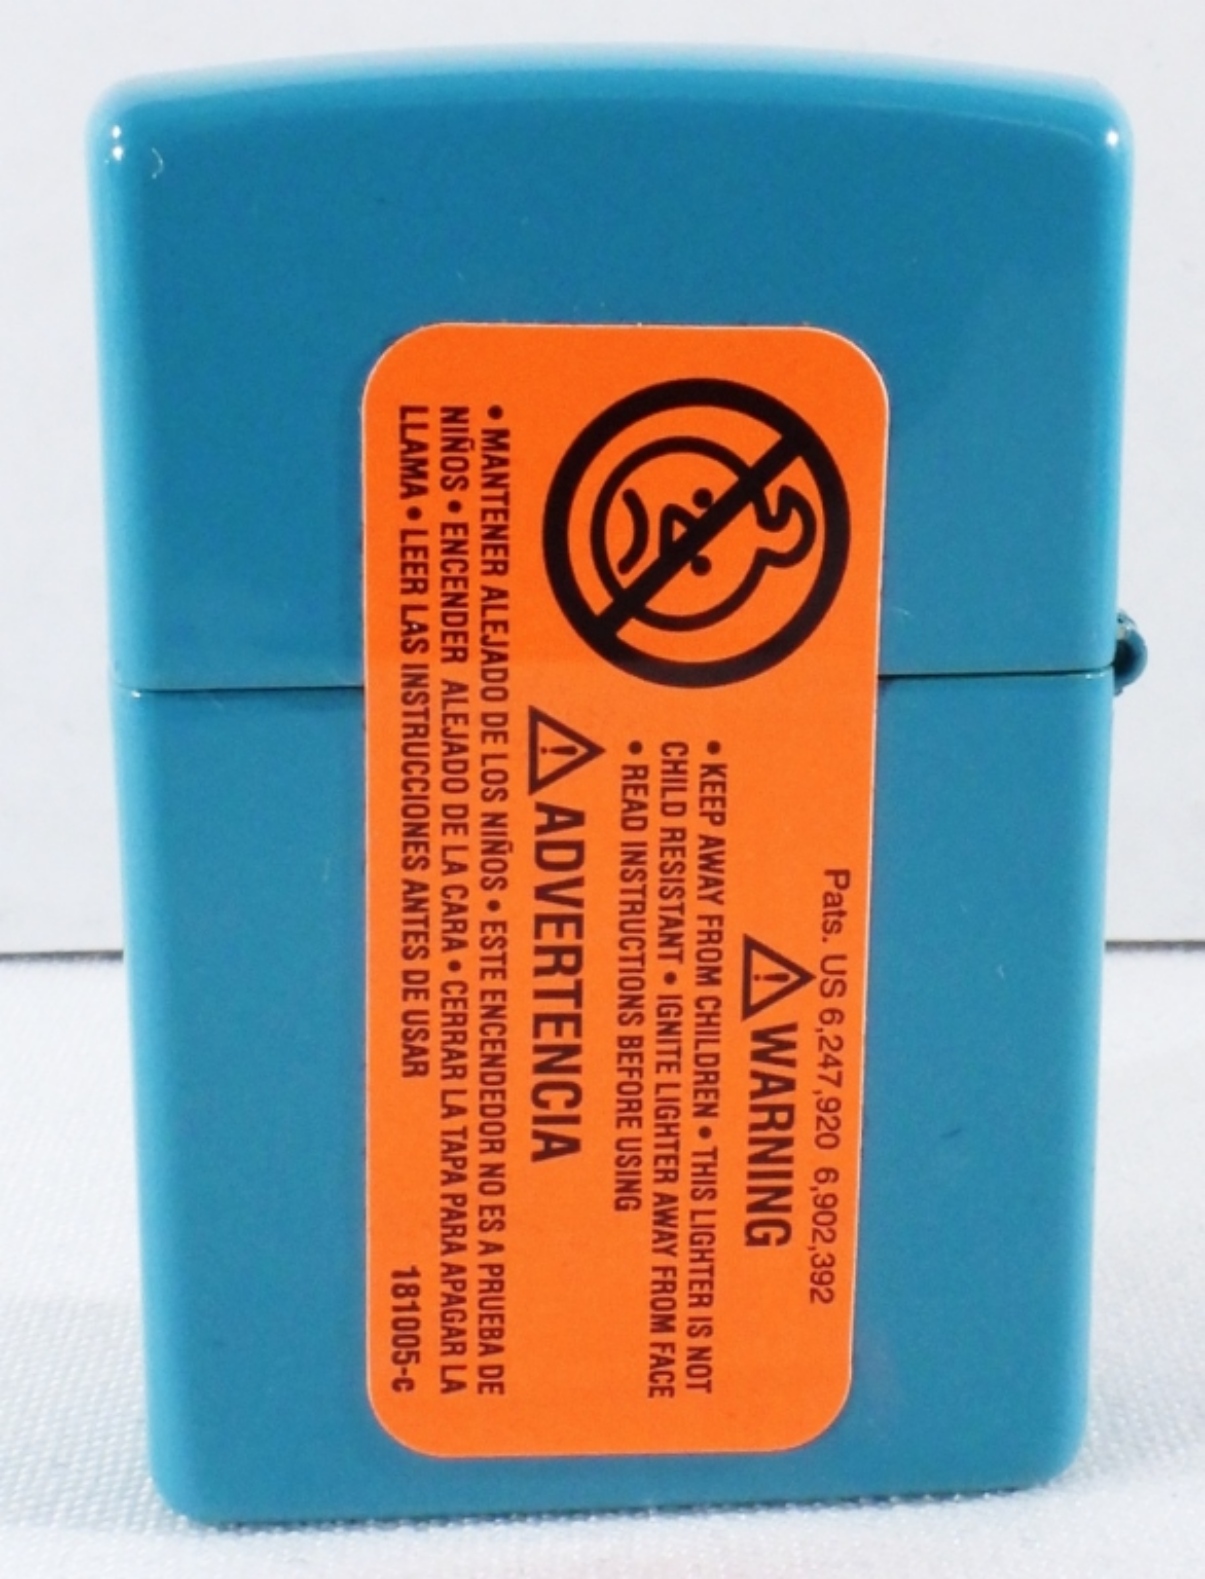 Pats. US 6,247,920 6,902,392
WARNING
• KEEP AWAY FROM CHILDREN • THIS LIGHTER IS NOT
CHILD RESISTANT • IGNITE LIGHTER AWAY FROM FACE
• READ INSTRUCTIONS BEFORE USING
ADVERTENCIA
• MANTENER ALEJADO DE LOS NIÑOS • ESTE ENCENDEDOR NO ES A PRUEBA DE
NIÑOS • ENCENDER ALEJADO DE LA CARA • CERRAR LA TAPA PARA APAGAR LA
LLAMA • LEER LAS INSTRUCCIONES ANTES DE USAR
181005-c